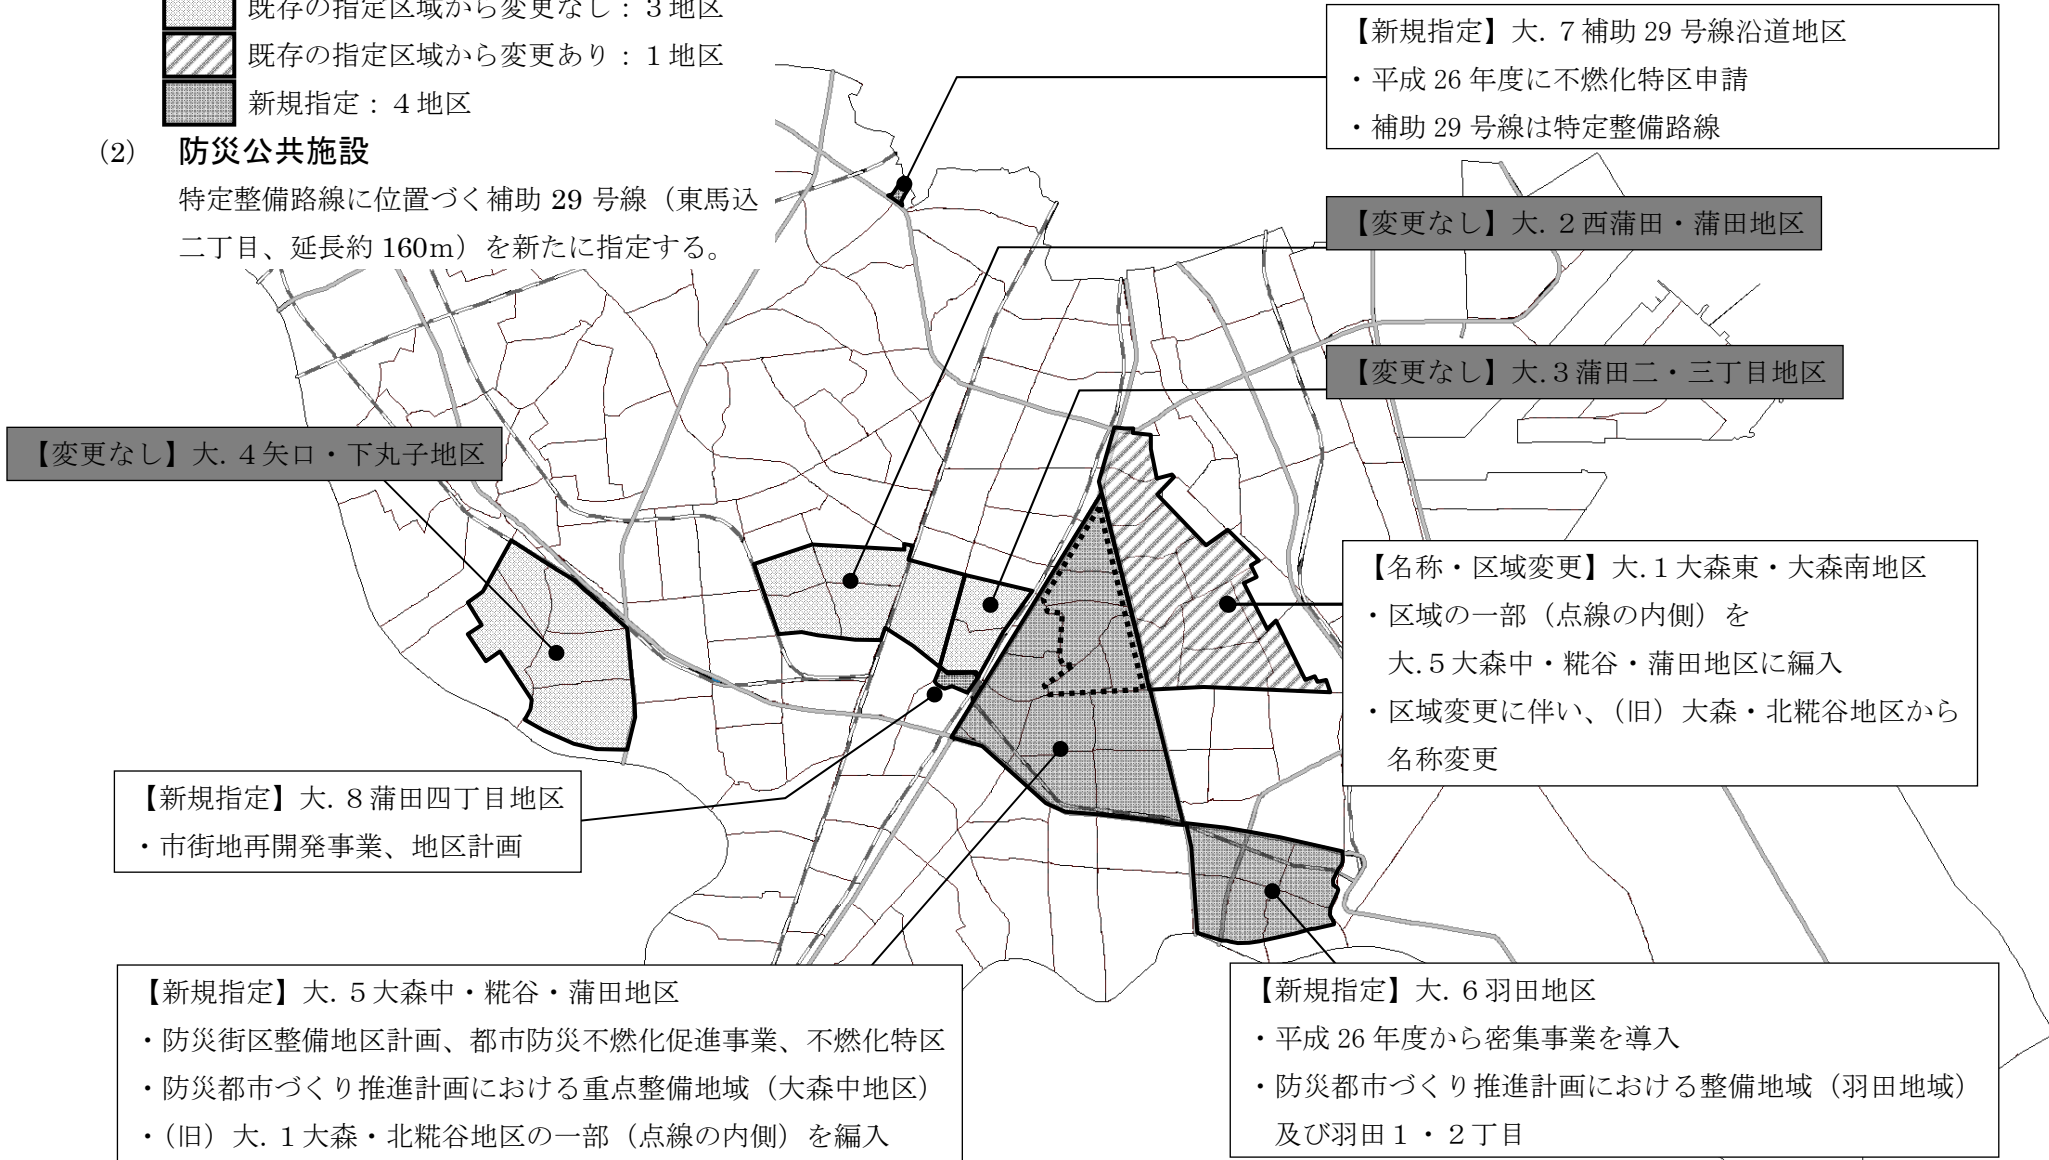 既存の指定区域から変更なし：３地区
既存の指定区域から変更あり：１地区
新規指定：４地区
(2) 防災公共施設
特定整備路線に位置づく補助 29 号線（東馬込
二丁目、延長約 160m）を新たに指定する。
【新規指定】大．７補助 29 号線沿道地区
・平成 26 年度に不燃化特区申請
・補助 29 号線は特定整備路線
【変更なし】大．２西蒲田・蒲田地区
【変更なし】大．３蒲田二・三丁目地区
【変更なし】大．４矢口・下丸子地区
【名称・区域変更】大．１大森東・大森南地区
・区域の一部（点線の内側）を
大．５大森中・糀谷・蒲田地区に編入
・区域変更に伴い、（旧）大森・北糀谷地区から
名称変更
【新規指定】大．８蒲田四丁目地区
・市街地再開発事業、地区計画
【新規指定】大．５大森中・糀谷・蒲田地区
・防災街区整備地区計画、都市防災不燃化促進事業、不燃化特区
・防災都市づくり推進計画における重点整備地域（大森中地区）
・（旧）大．１大森・北糀谷地区の一部（点線の内側）を編入
【新規指定】大．６羽田地区
・平成 26 年度から密集事業を導入
・防災都市づくり推進計画における整備地域（羽田地域）
及び羽田１・２丁目